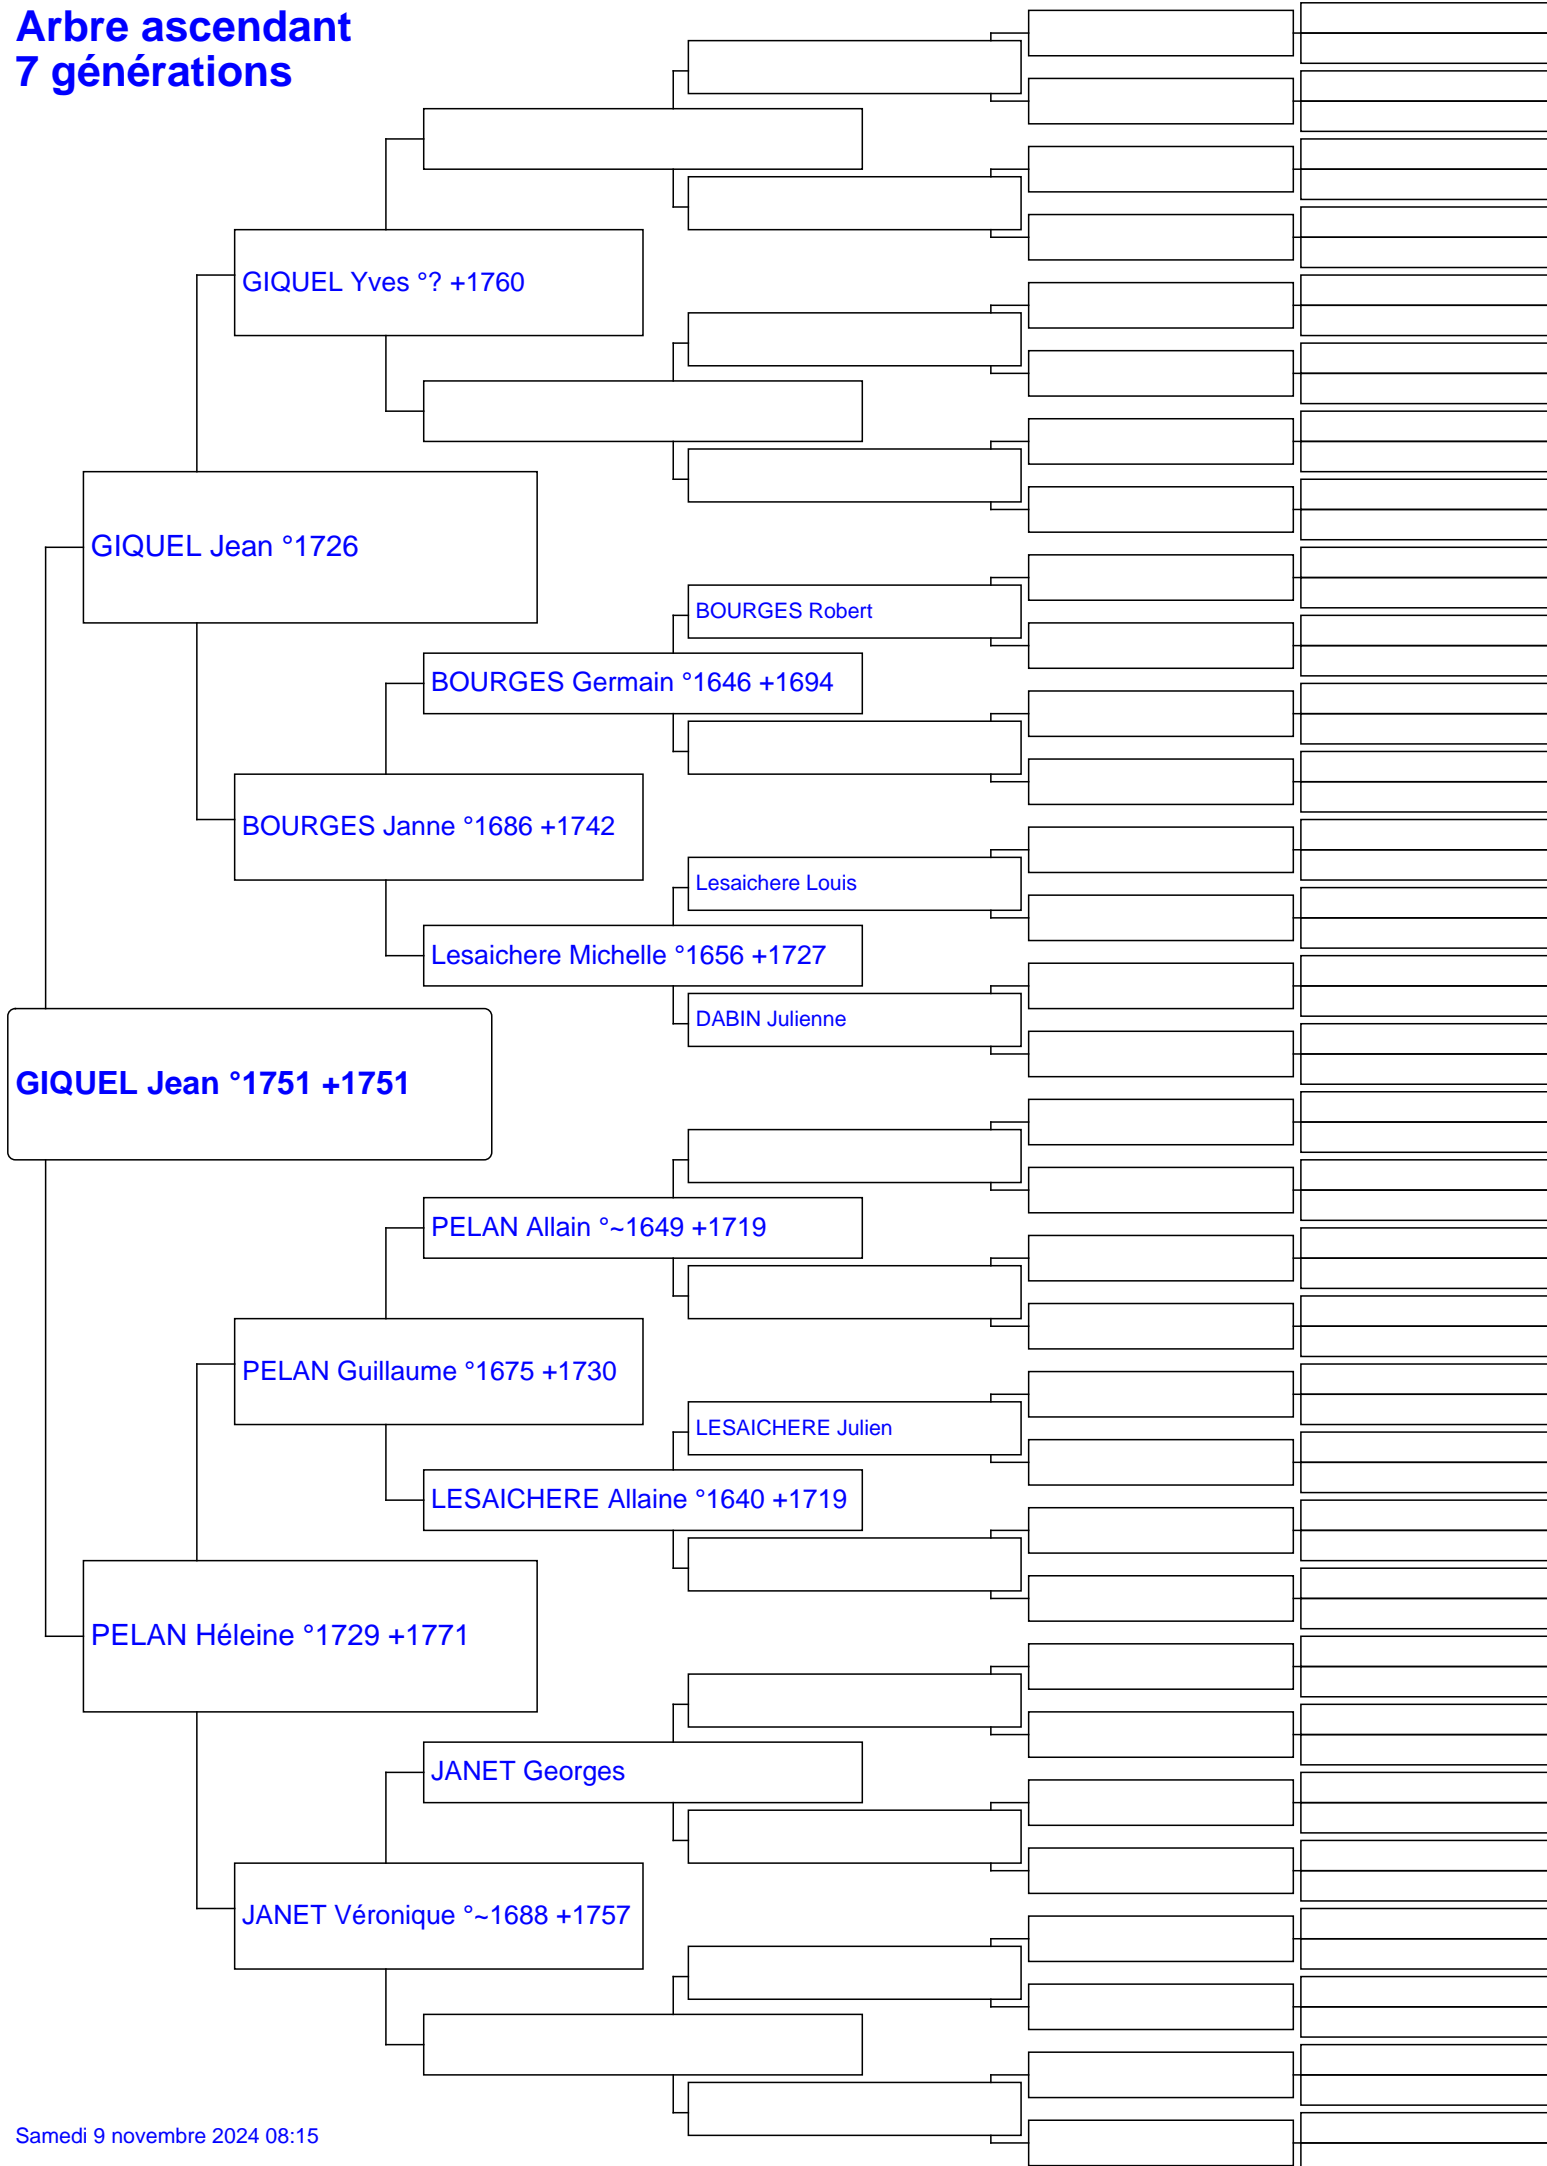 Arbre ascendant
7 générations
GIQUEL Yves °? +1760
GIQUEL Jean °1726
BOURGES Robert
BOURGES Germain °1646 +1694
BOURGES Janne °1686 +1742
Lesaichere Louis
Lesaichere Michelle °1656 +1727
DABIN Julienne
GIQUEL Jean °1751 +1751
PELAN Allain °~1649 +1719
PELAN Guillaume °1675 +1730
LESAICHERE Julien
LESAICHERE Allaine °1640 +1719
PELAN Héleine °1729 +1771
JANET Georges
JANET Véronique °~1688 +1757
Samedi 9 novembre 2024 08:15